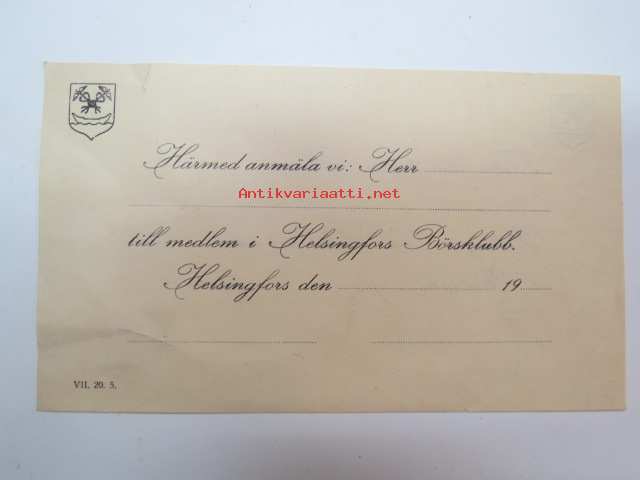 Härmed anmäla vi: Herr
Antikvariaatti.net
till medlem i Helsingfors Börsklubb.
Helsingfors den 19
VII. 20. 5.